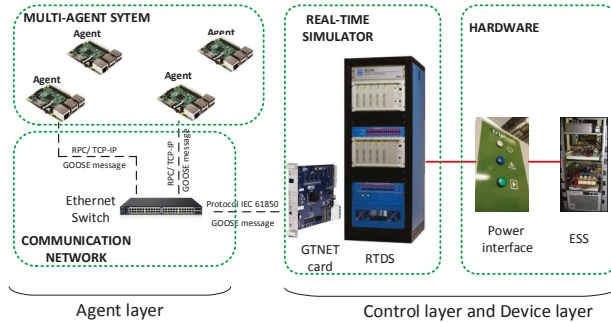 MULTI-AGENT SYTEM
Agent
Agent
Agent
Agent
RPC/ TCP-IP
GOOSE message
RPC/ TCP-IP
GOOSE message
Ethernet
Switch
COMMUNICATION
NETWORK
Protocol IEC 61850
GOOSE message
REAL-TIME
SIMULATOR
GTNET
card
RTDS
HARDWARE
Power
interface
ESS
Agent layer
Control layer and Device layer